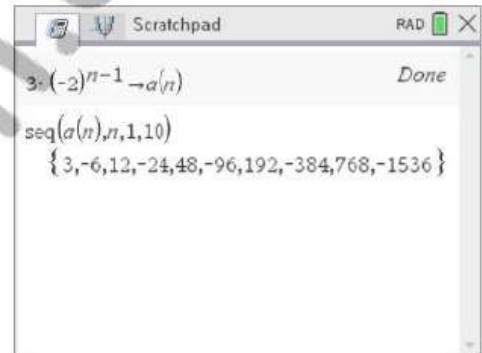 Scratchpad RAD
3·(-2)ⁿ⁻¹→a(n) Done
seq(a(n),n,1,10)
{3,-6,12,-24,48,-96,192,-384,768,-1536}